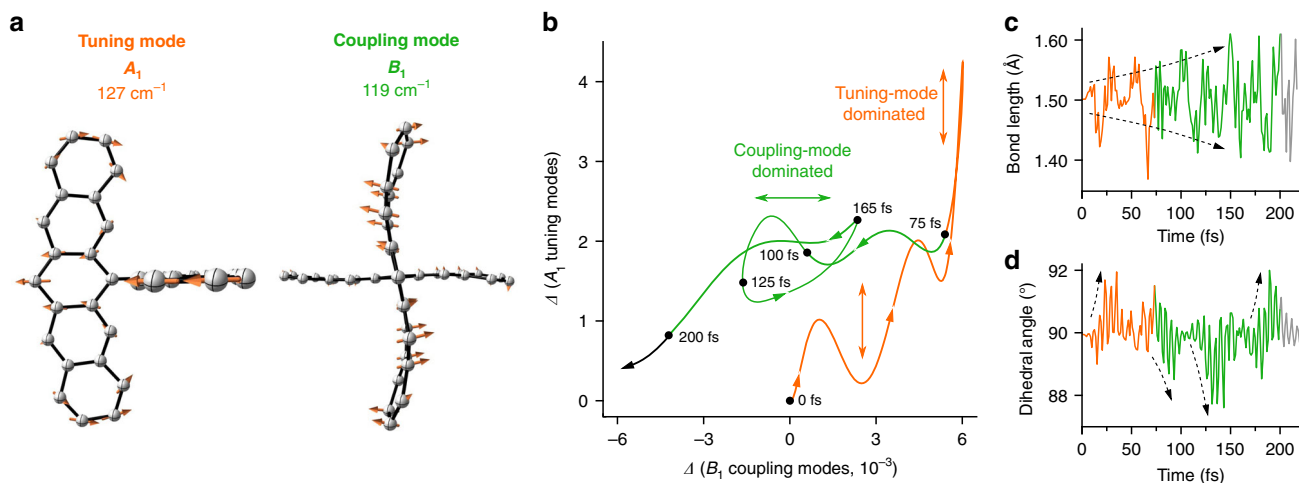 a
Tuning mode
A₁
127 cm⁻¹
Coupling mode
B₁
119 cm⁻¹
b
Δ (A₁ tuning modes)
4
3
2
1
0
Tuning-mode
dominated
Coupling-mode
dominated
165 fs
75 fs
100 fs
125 fs
200 fs
0 fs
−6
−3
0
3
6
Δ (B₁ coupling modes, 10⁻³)
c
Bond length (Å)
1.60
1.50
1.40
0
50
100
150
200
Time (fs)
d
Dihedral angle (°)
92
90
88
0
50
100
150
200
Time (fs)